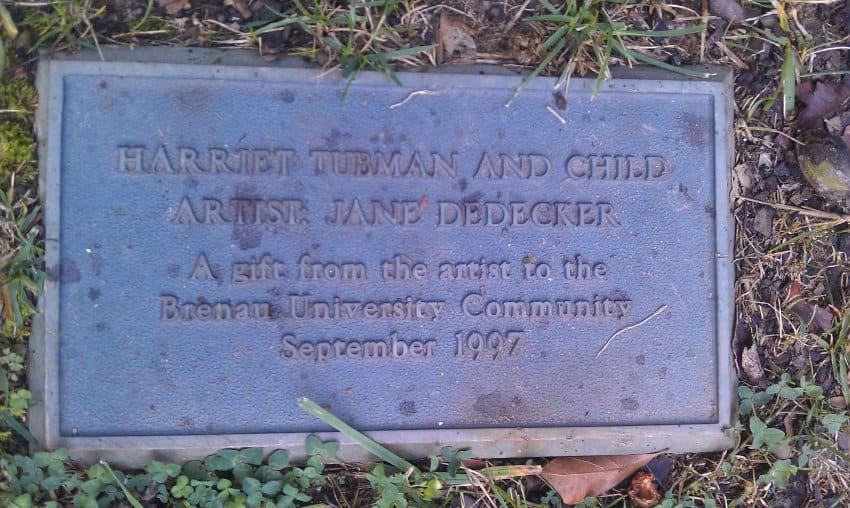 HARRIET TUBMAN AND CHILD
ARTIST: JANE DEDECKER
A gift from the artist to the
Brenau University Community
September 1997